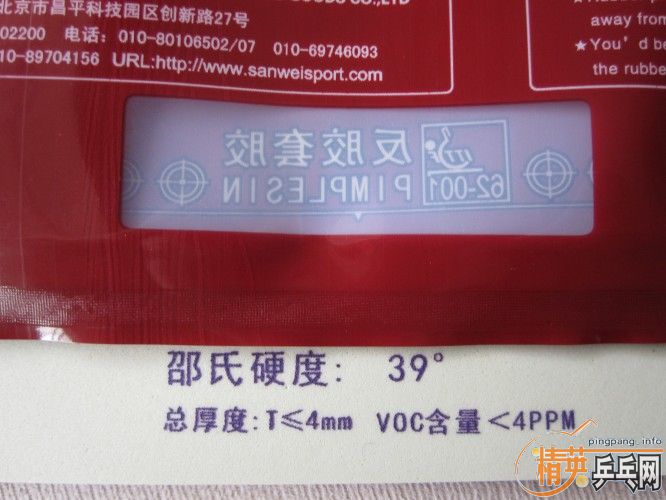 GOODS CO.,LTD
北京市昌平科技园区创新路27号
02200 电话：010-80106502/07 010-69746093
10-89704156 URL:http://www.sanweisport.com
away from
★You'd be
the rubbe
反胶套胶
62-001 PIMPLESIN
邵氏硬度: 39°
总厚度:T≤4mm VOC含量<4PPM
pingpang.info
精英乒乓网